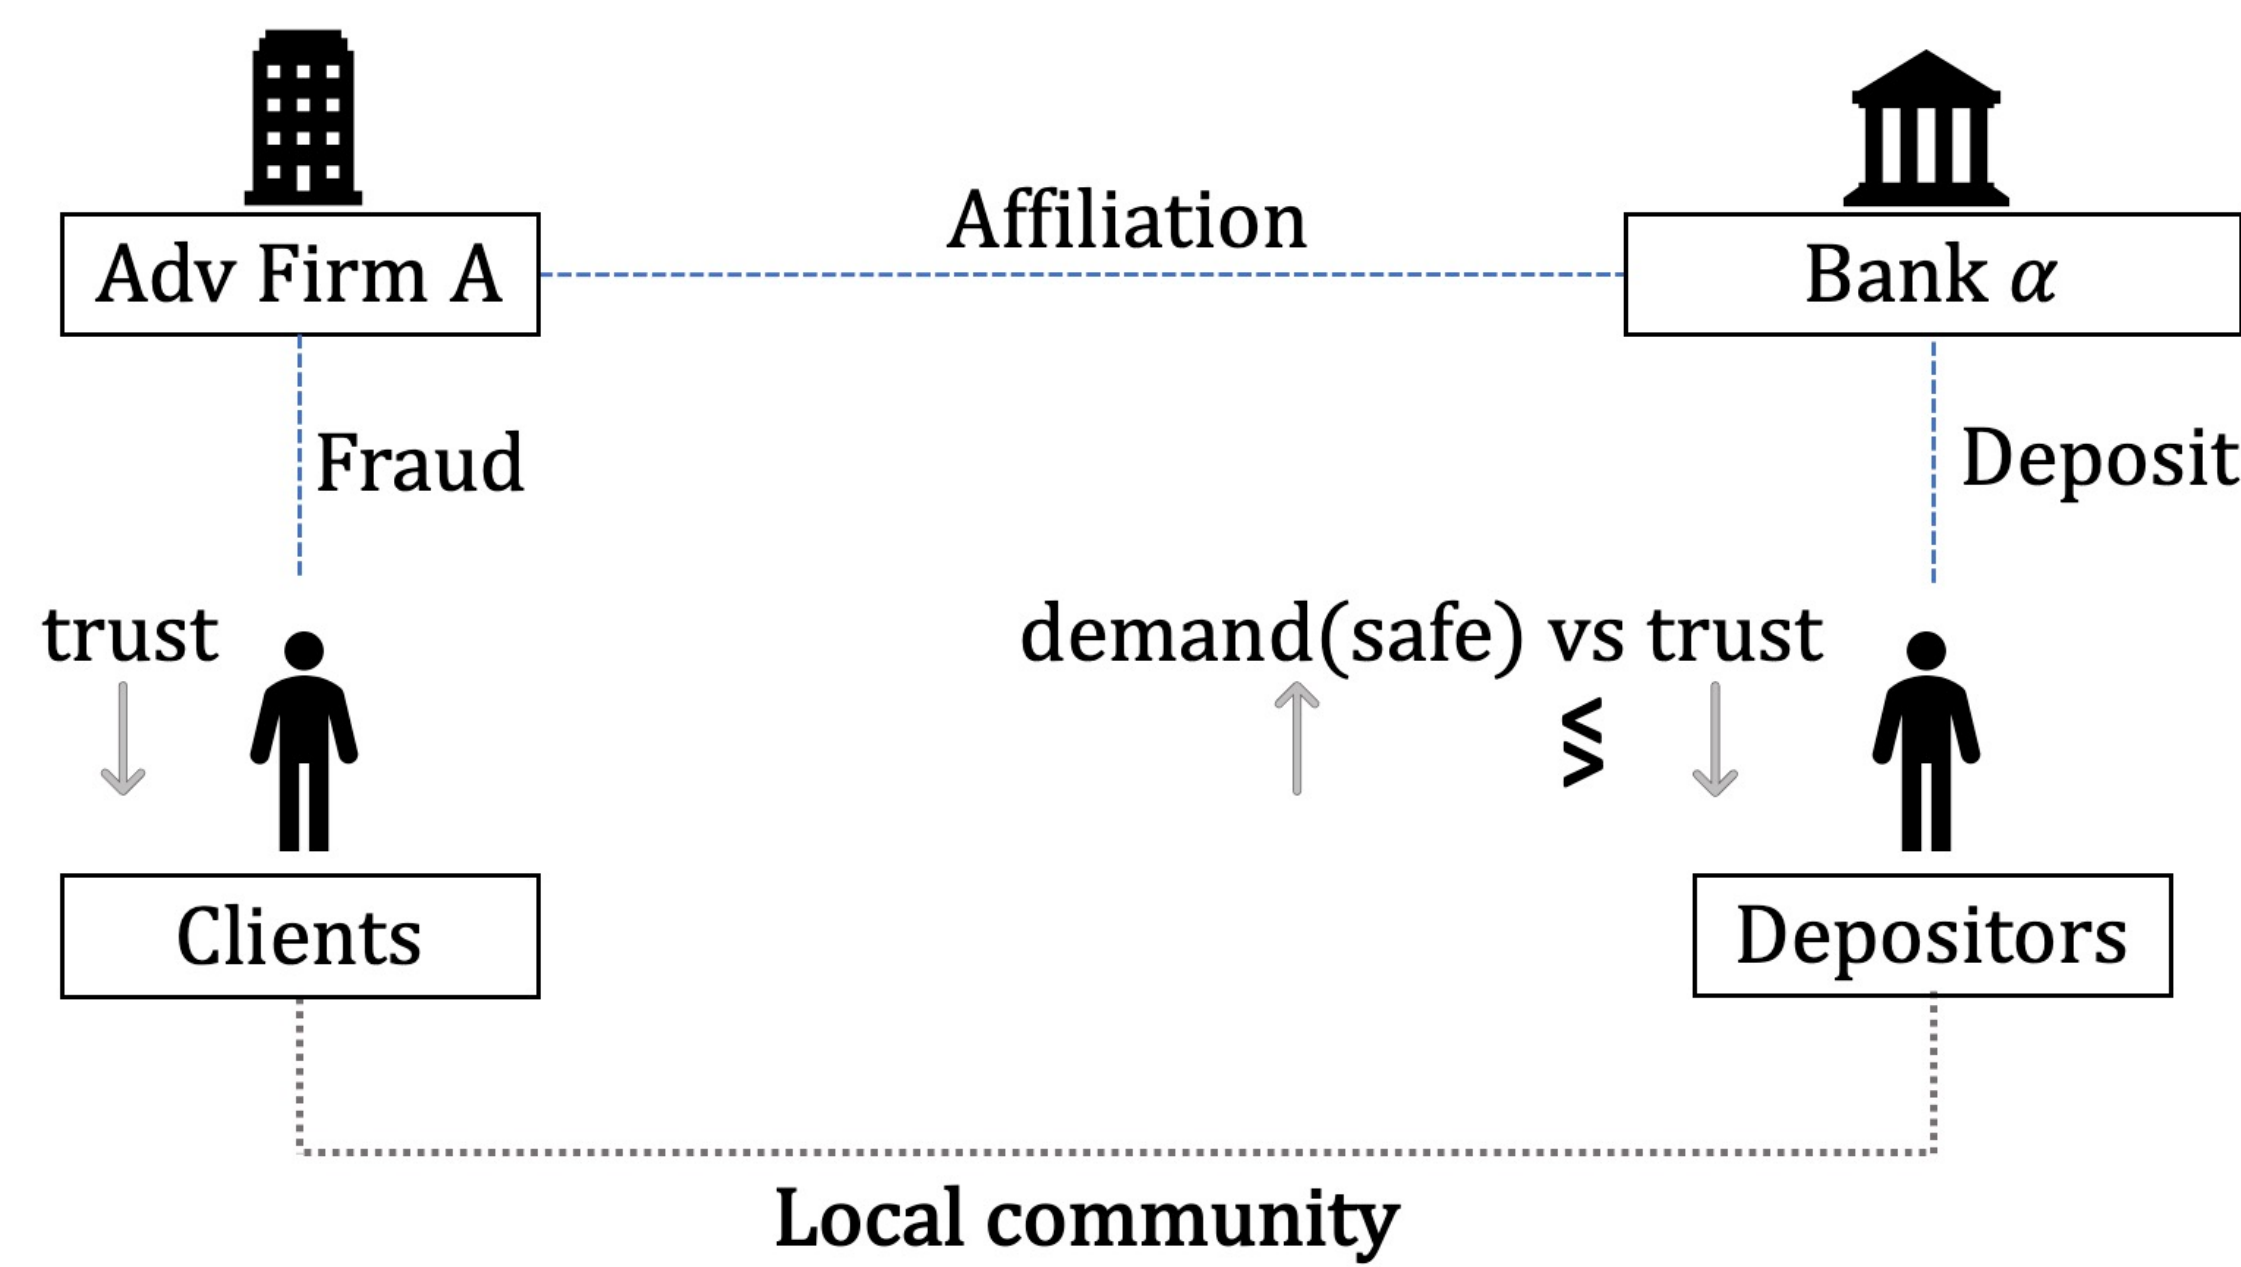 Affiliation
Adv Firm A
Bank α
Fraud
Deposit
trust
demand(safe) vs trust
≶
Clients
Depositors
Local community